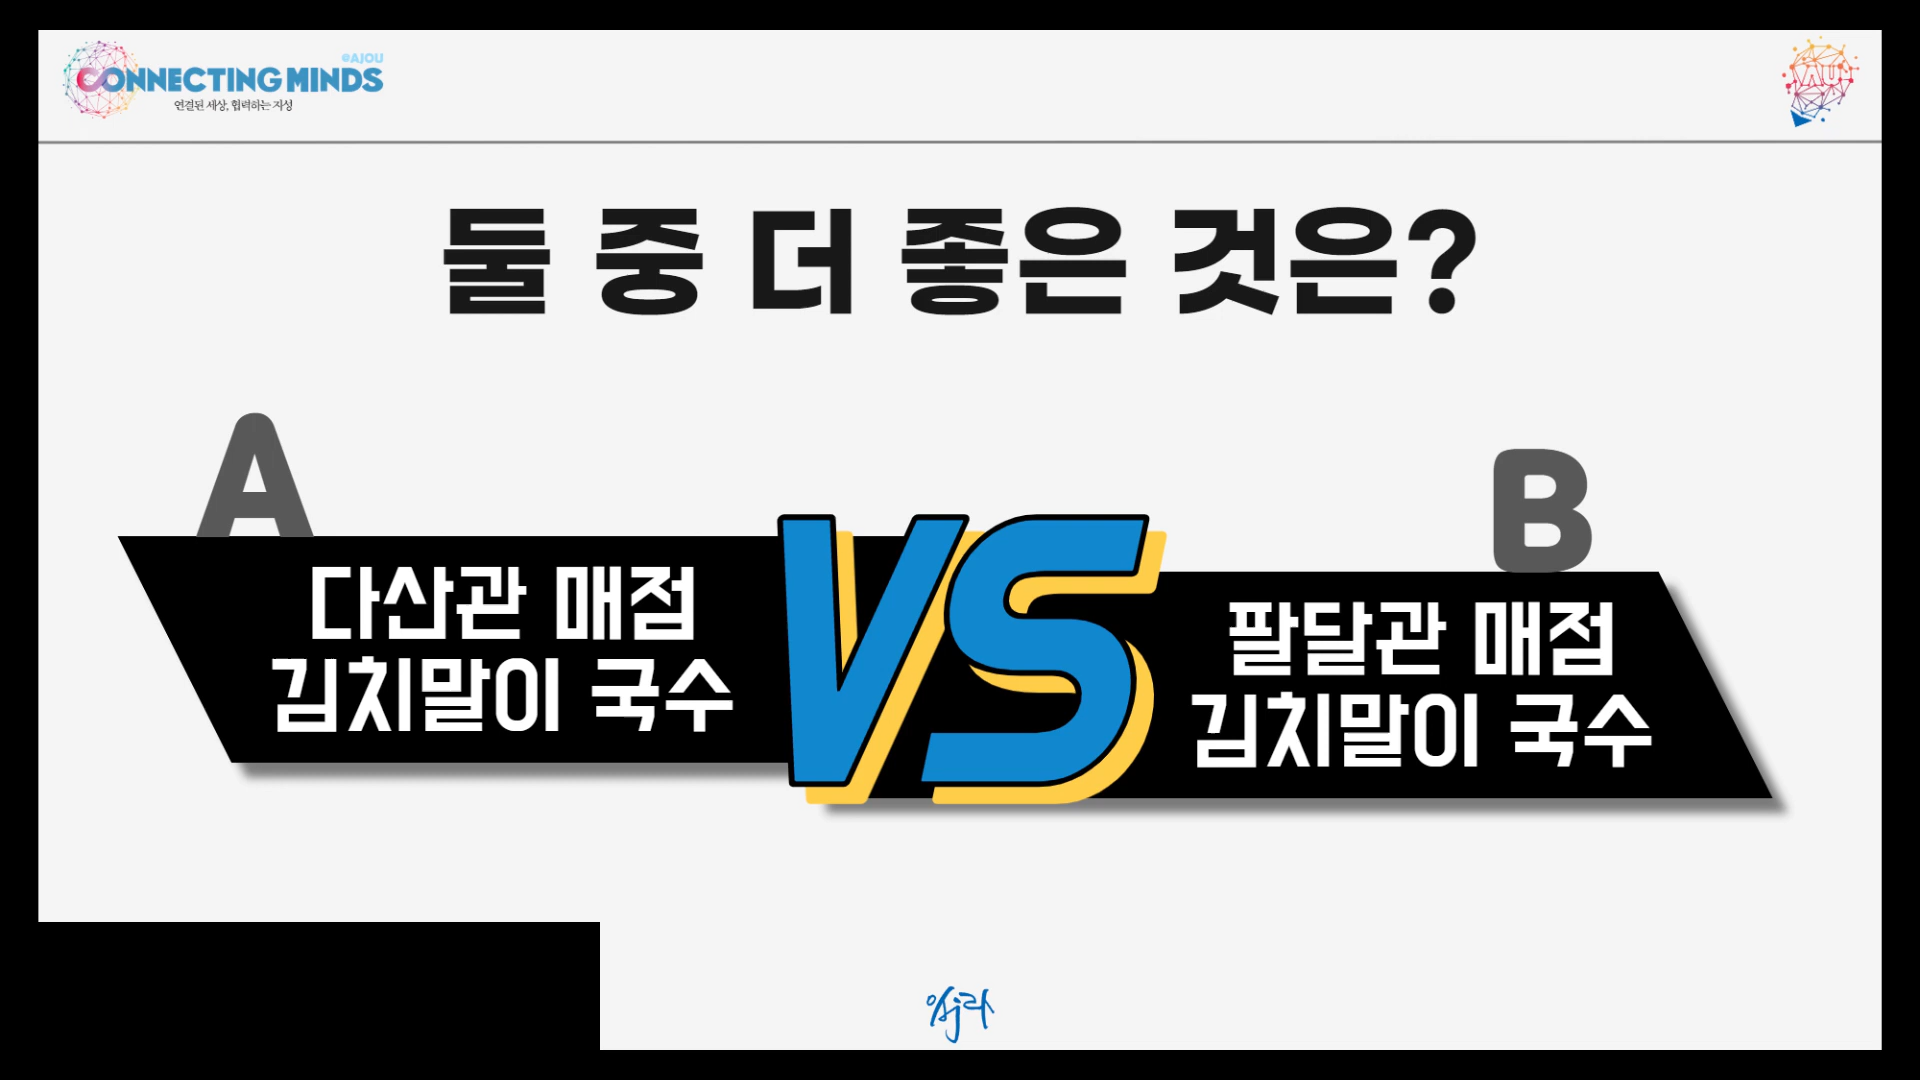 @AJOU
CONNECTING MINDS
연결된 세상, 협력하는 지성
AU
둘 중 더 좋은 것은?
A
다산관 매점
김치말이 국수
VS
B
팔달관 매점
김치말이 국수